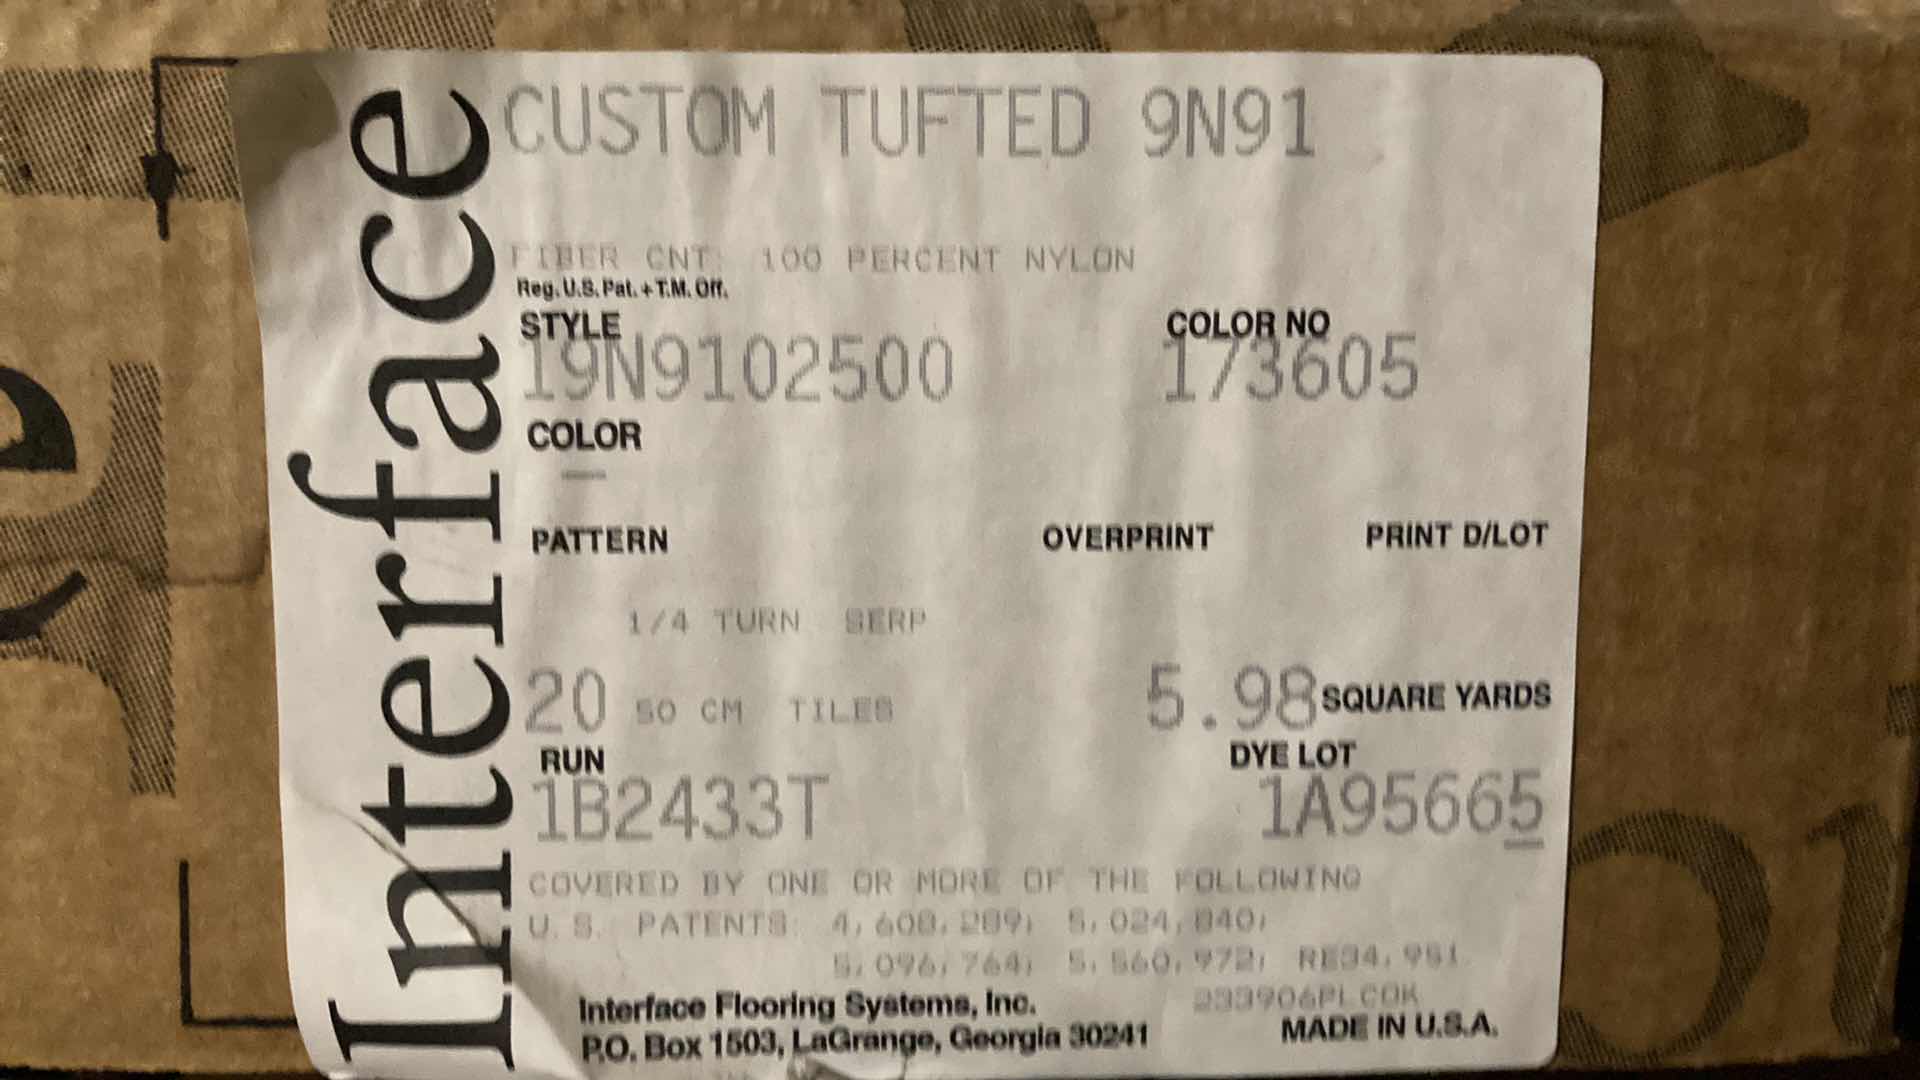 Interface
CUSTOM TUFTED 9N91
FIBER CNT: 100 PERCENT NYLON
Reg. U.S. Pat. + T.M. Off.
STYLE COLOR NO
19N9102500 173605
COLOR
—
PATTERN OVERPRINT PRINT D/LOT
1/4 TURN SERP
20 50 CM TILES 5.98 SQUARE YARDS
RUN DYE LOT
1B2433T 1A95665
COVERED BY ONE OR MORE OF THE FOLLOWING
U.S. PATENTS: 4,608,289; 5,024,840;
5,096,764; 5,560,972; RE34,951.
233906PLCOK
Interface Flooring Systems, Inc.
P.O. Box 1503, LaGrange, Georgia 30241 MADE IN U.S.A.